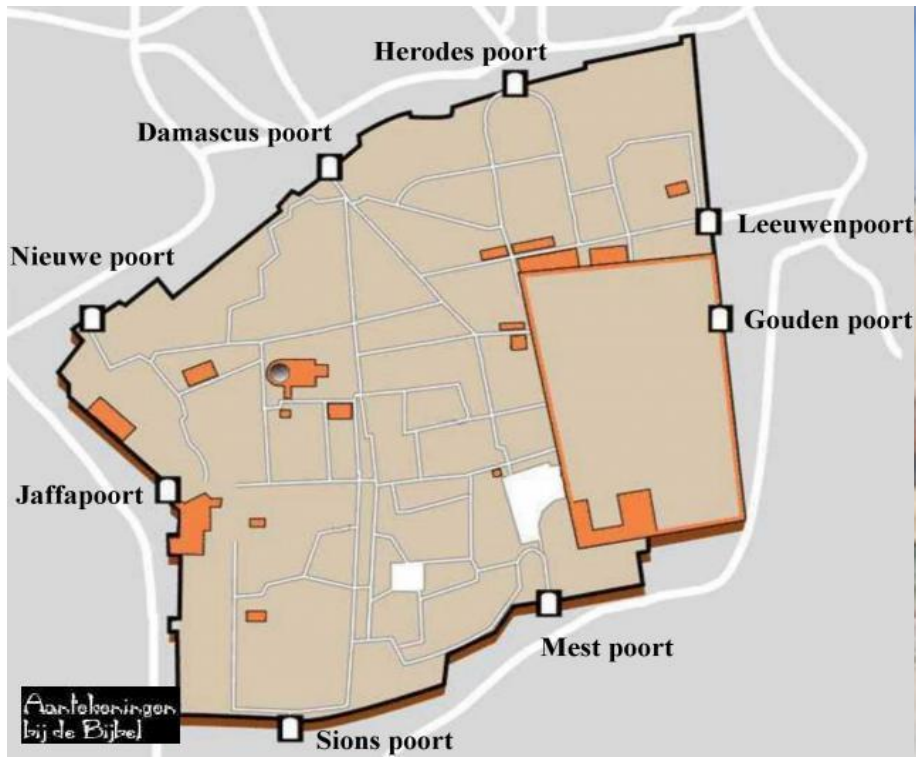 Herodes poort
Damascus poort
Leeuwenpoort
Nieuwe poort
Gouden poort
Jaffapoort
Mest poort
Aantekeningen
bij de Bijbel
Sions poort